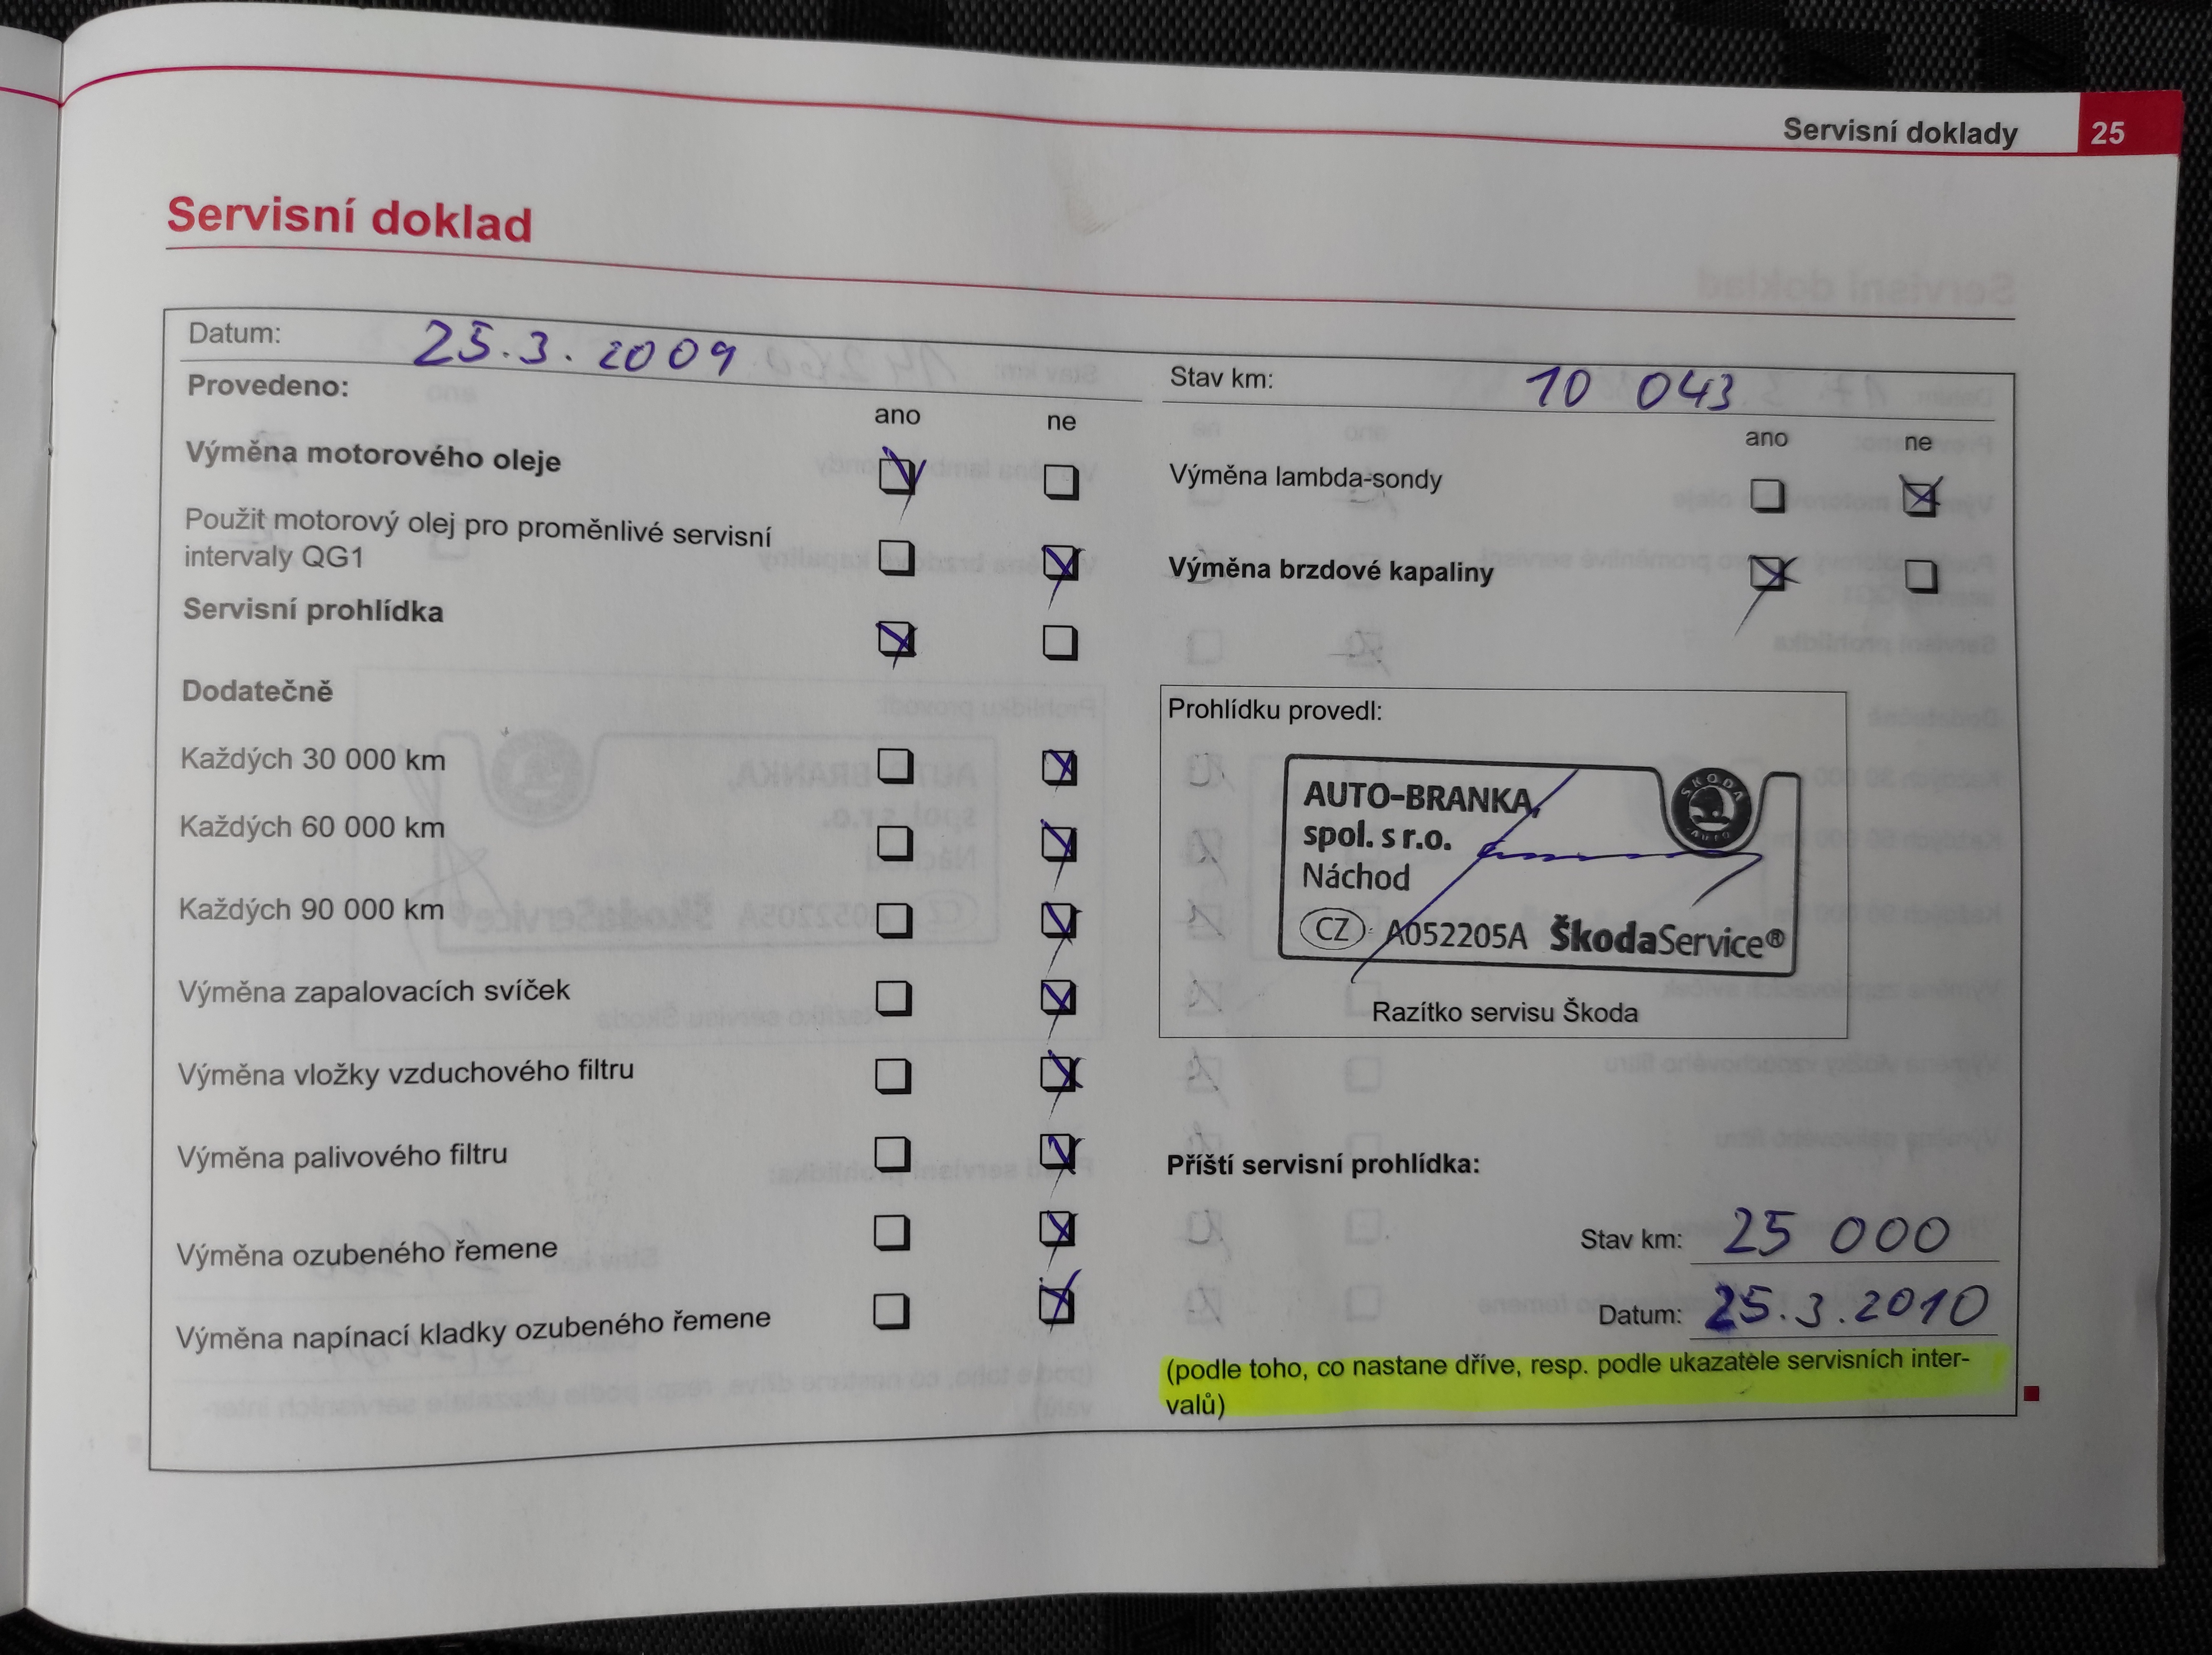 Servisní doklady 25
Servisní doklad
Datum: 25.3.2009
Provedeno:
ano ne
Výměna motorového oleje
Použit motorový olej pro proměnlivé servisní
intervaly QG1
Servisní prohlídka
Dodatečně
Každých 30 000 km
Každých 60 000 km
Každých 90 000 km
Výměna zapalovacích svíček
Výměna vložky vzduchového filtru
Výměna palivového filtru
Výměna ozubeného řemene
Výměna napínací kladky ozubeného řemene
Stav km: 10 043
ano ne
Výměna lambda-sondy
Výměna brzdové kapaliny
Prohlídku provedl:
AUTO-BRANKA,
spol. s r.o.
Náchod
CZ A052205A ŠkodaService®
ŠKODA
AUTO
Razítko servisu Škoda
Příští servisní prohlídka:
Stav km: 25 000
Datum: 25.3.2010
(podle toho, co nastane dříve, resp. podle ukazatele servisních inter-
valů)